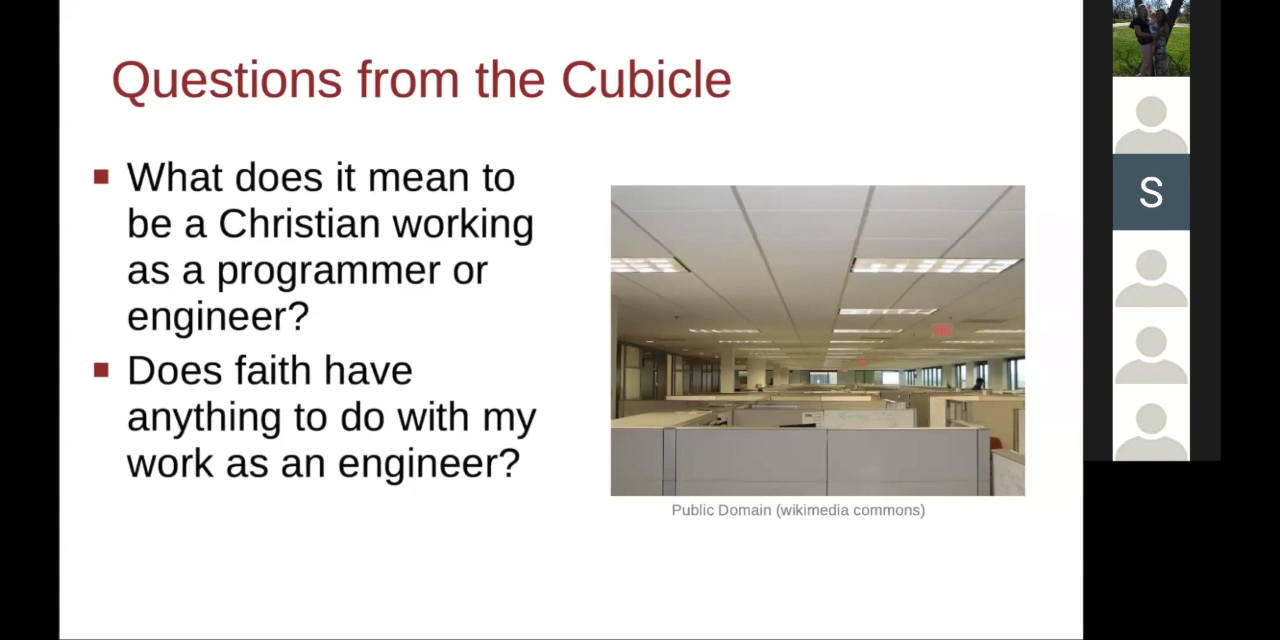 Questions from the Cubicle
What does it mean to
be a Christian working
as a programmer or
engineer?
Does faith have
anything to do with my
work as an engineer?
Public Domain (wikimedia commons)
S